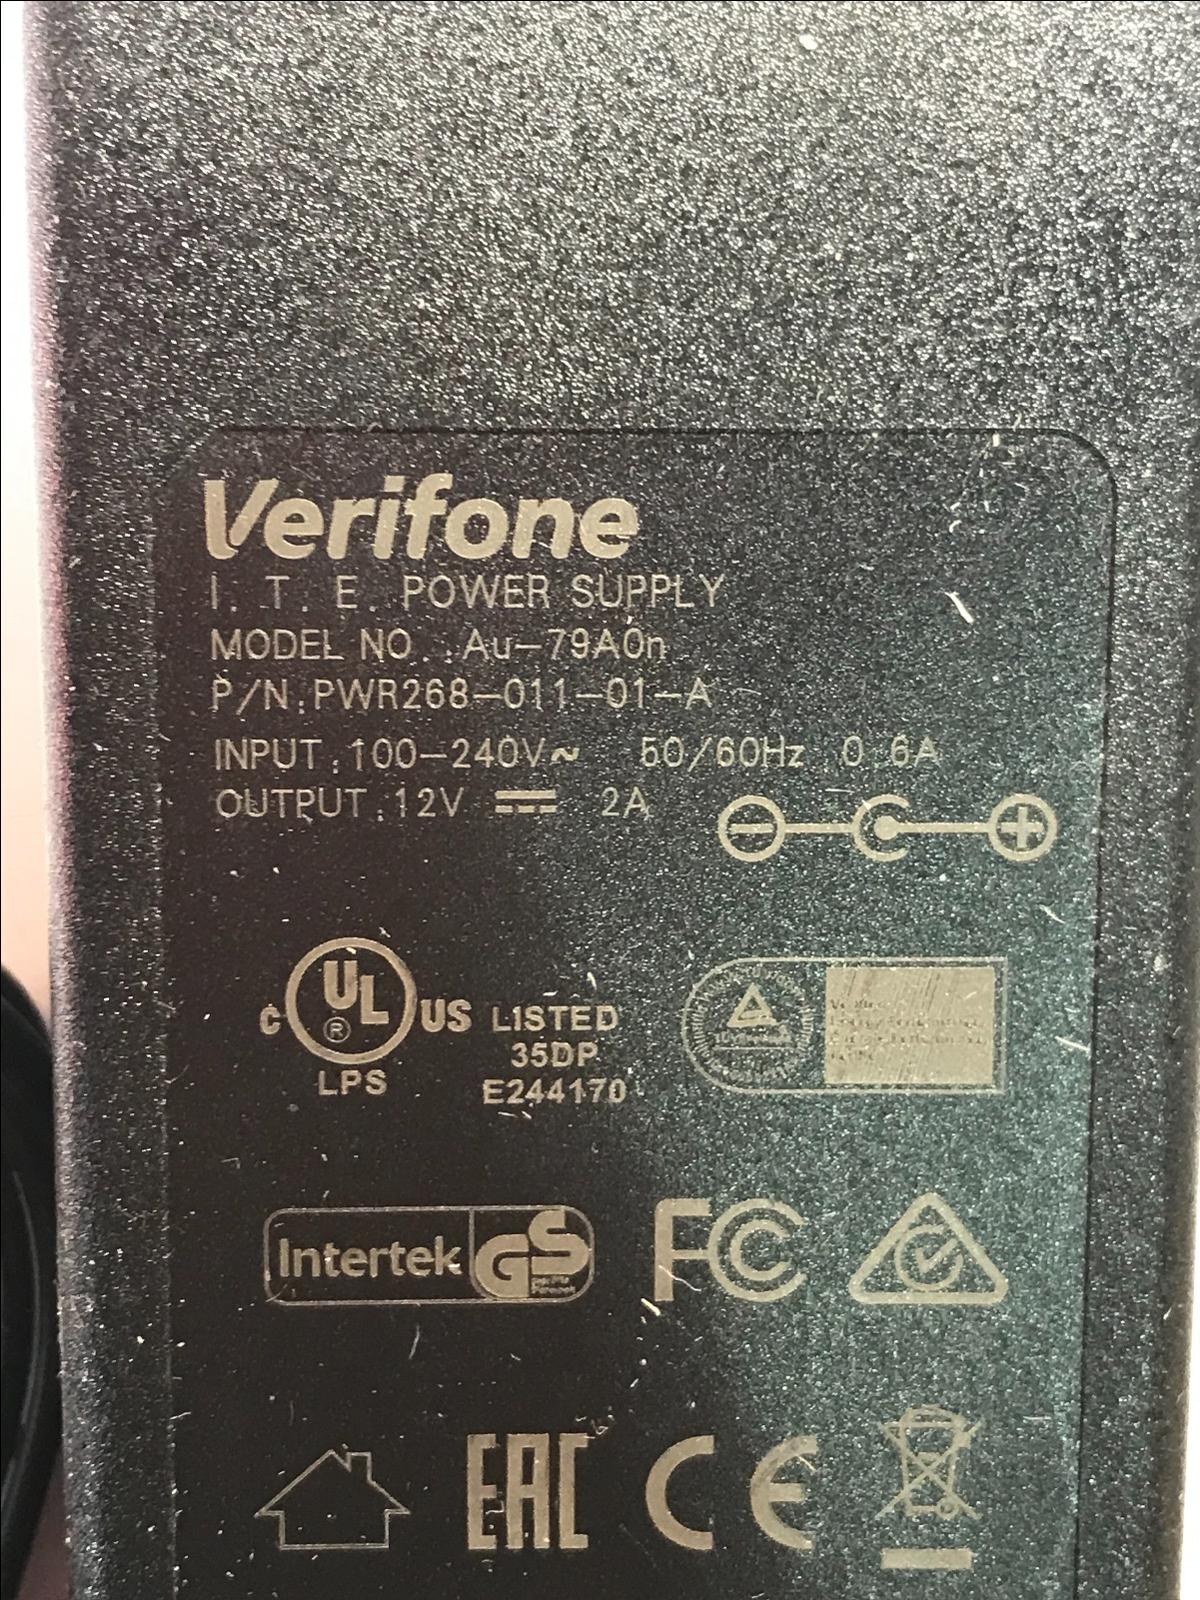 Verifone
I. T. E. POWER SUPPLY
MODEL NO.: Au-79A0n
P/N:PWR268-011-01-A
INPUT:100-240V~ 50/60Hz 0.6A
OUTPUT:12V ⎓ 2A
- +
C UL ® US LISTED
35DP
LPS
E244170
Intertek GS
FC
EAC CE